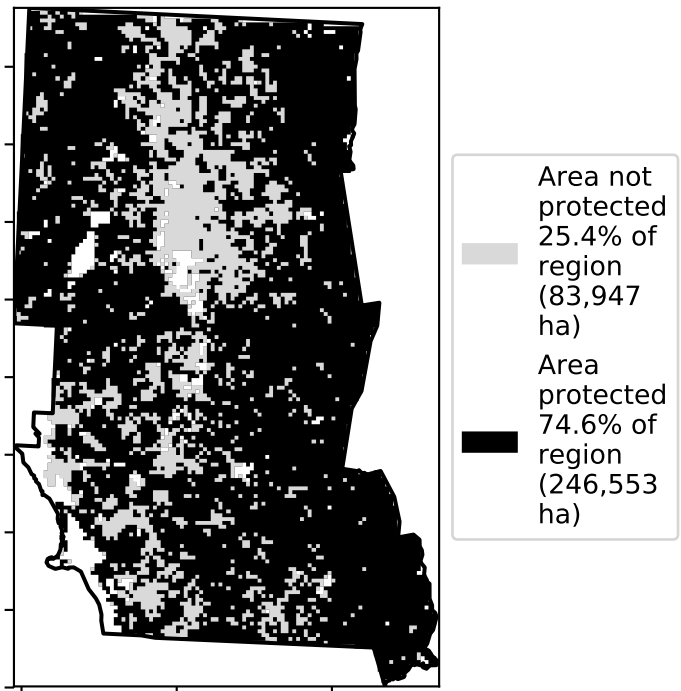 Area not
protected
25.4% of
region
(83,947
ha)
Area
protected
74.6% of
region
(246,553
ha)